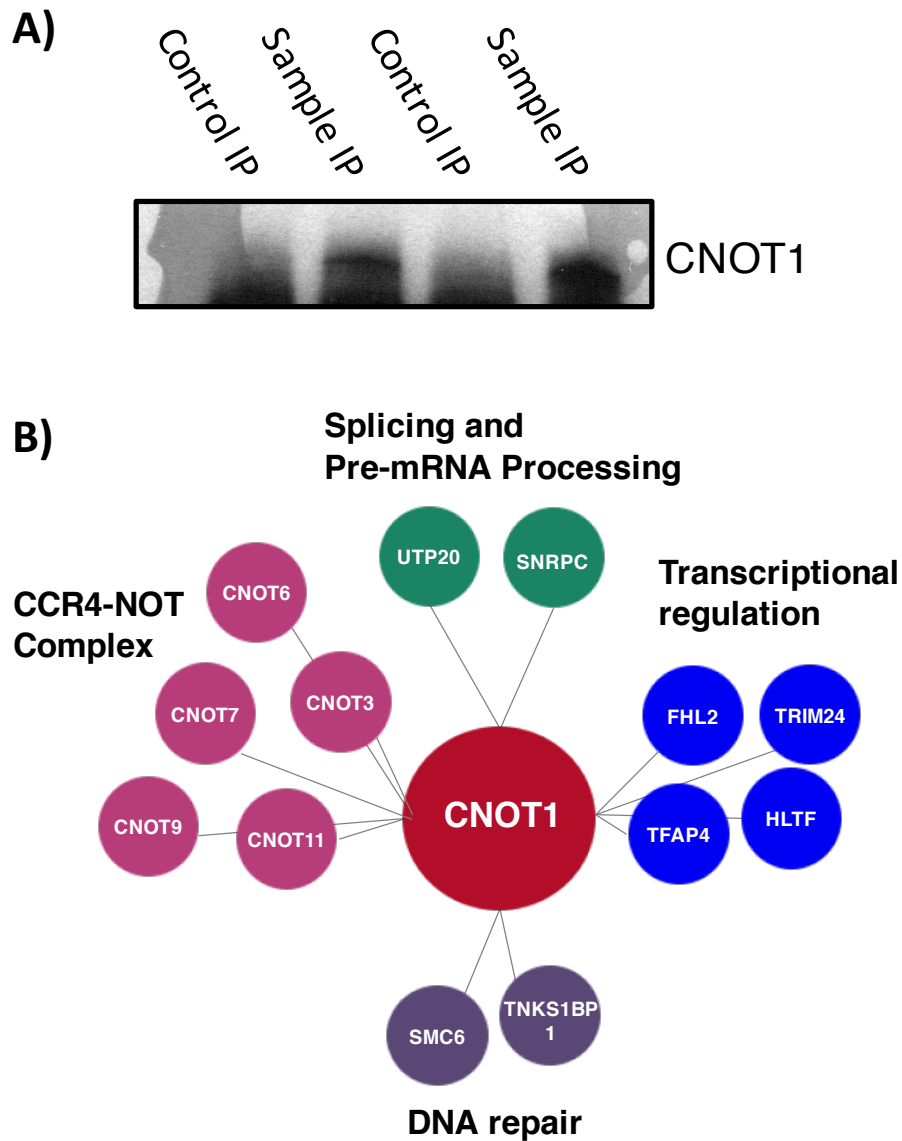 A)
Control IP
Sample IP
Control IP
Sample IP
CNOT1
B)
Splicing and
Pre-mRNA Processing
UTP20
SNRPC
CCR4-NOT
Complex
CNOT6
CNOT7
CNOT3
CNOT9
CNOT11
CNOT1
Transcriptional
regulation
FHL2
TRIM24
TFAP4
HLTF
SMC6
TNKS1BP
1
DNA repair